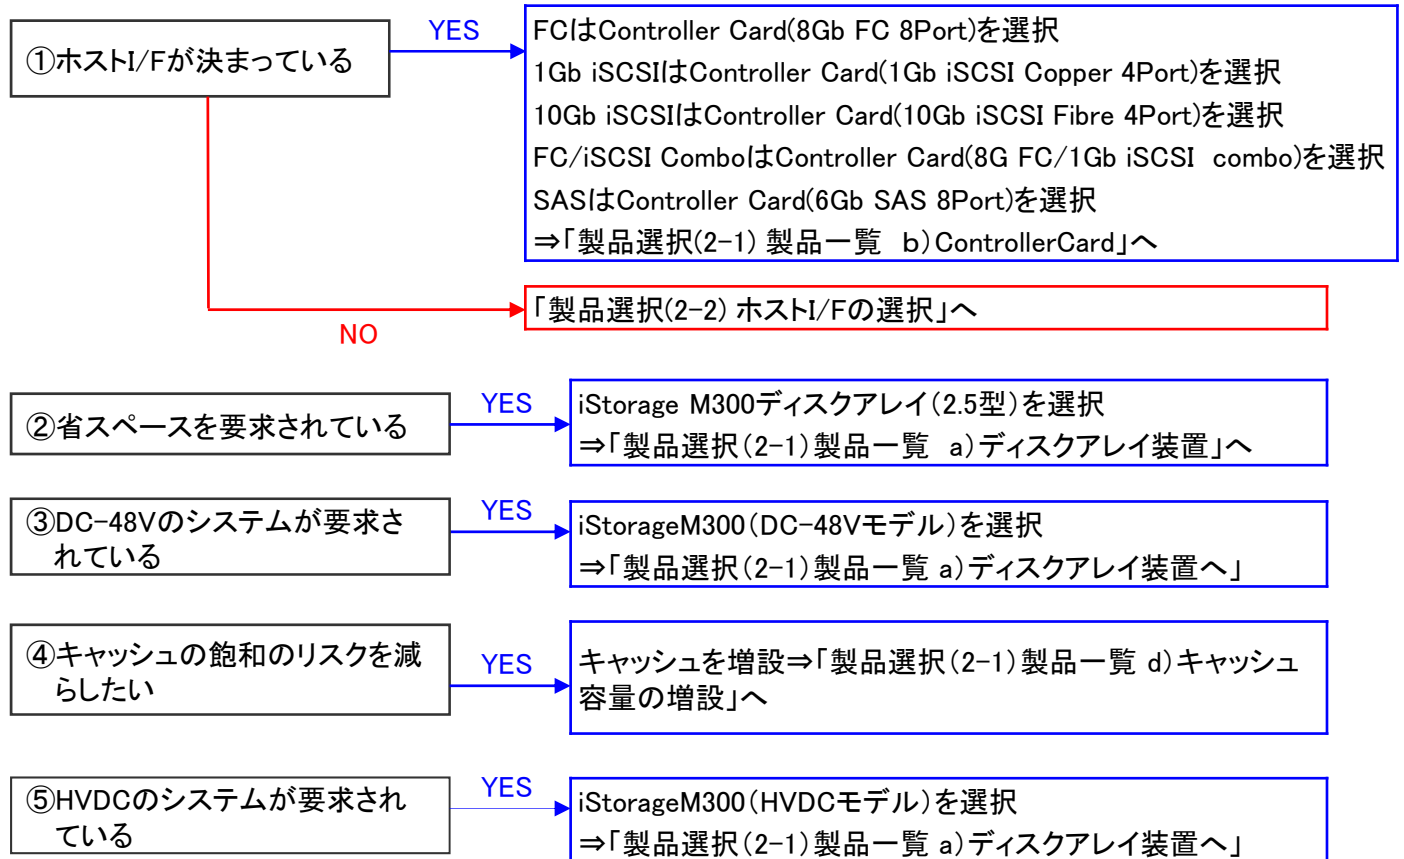 ①ホストI/Fが決まっている
YES
FCはController Card(8Gb FC 8Port)を選択
1Gb iSCSIはController Card(1Gb iSCSI Copper 4Port)を選択
10Gb iSCSIはController Card(10Gb iSCSI Fibre 4Port)を選択
FC/iSCSI ComboはController Card(8G FC/1Gb iSCSI combo)を選択
SASはController Card(6Gb SAS 8Port)を選択
⇒「製品選択(2-1) 製品一覧 b)ControllerCard」へ
NO
「製品選択(2-2) ホストI/Fの選択」へ
②省スペースを要求されている
YES
iStorage M300ディスクアレイ(2.5型)を選択
⇒「製品選択(2-1)製品一覧 a)ディスクアレイ装置」へ
③DC-48Vのシステムが要求さ
れている
YES
iStorageM300(DC-48Vモデル)を選択
⇒「製品選択(2-1)製品一覧 a)ディスクアレイ装置へ」
④キャッシュの飽和のリスクを減
らしたい
YES
キャッシュを増設⇒「製品選択(2-1)製品一覧 d)キャッシュ
容量の増設」へ
⑤HVDCのシステムが要求され
ている
YES
iStorageM300(HVDCモデル)を選択
⇒「製品選択(2-1)製品一覧 a)ディスクアレイ装置へ」